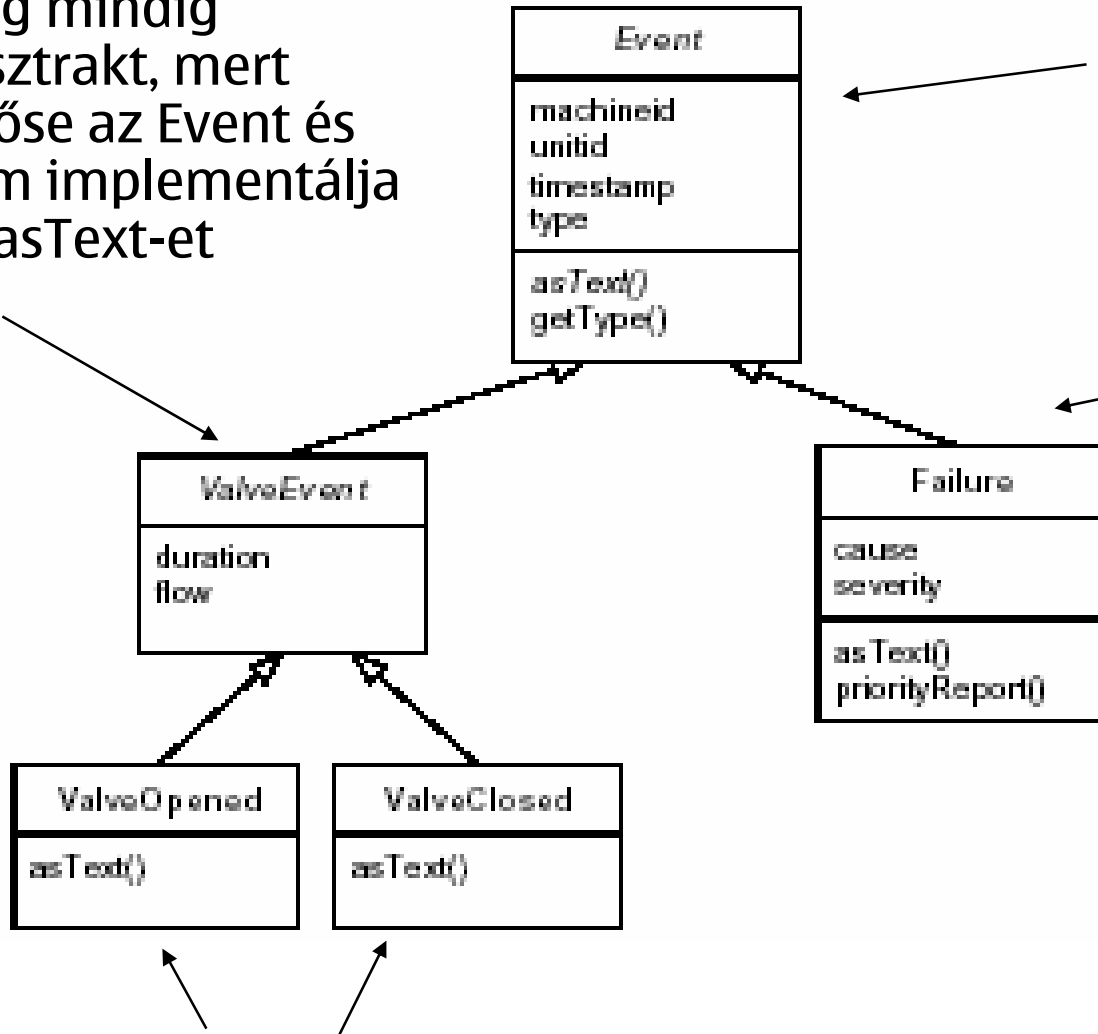 g mindig
sztrakt, mert
őse az Event és
m implementálja
asText-et
Event
machineid
unitid
timestamp
type
asText()
getType()
ValveEvent
duration
flow
Failure
cause
severity
asText()
priorityReport()
ValveOpened
asText()
ValveClosed
asText()